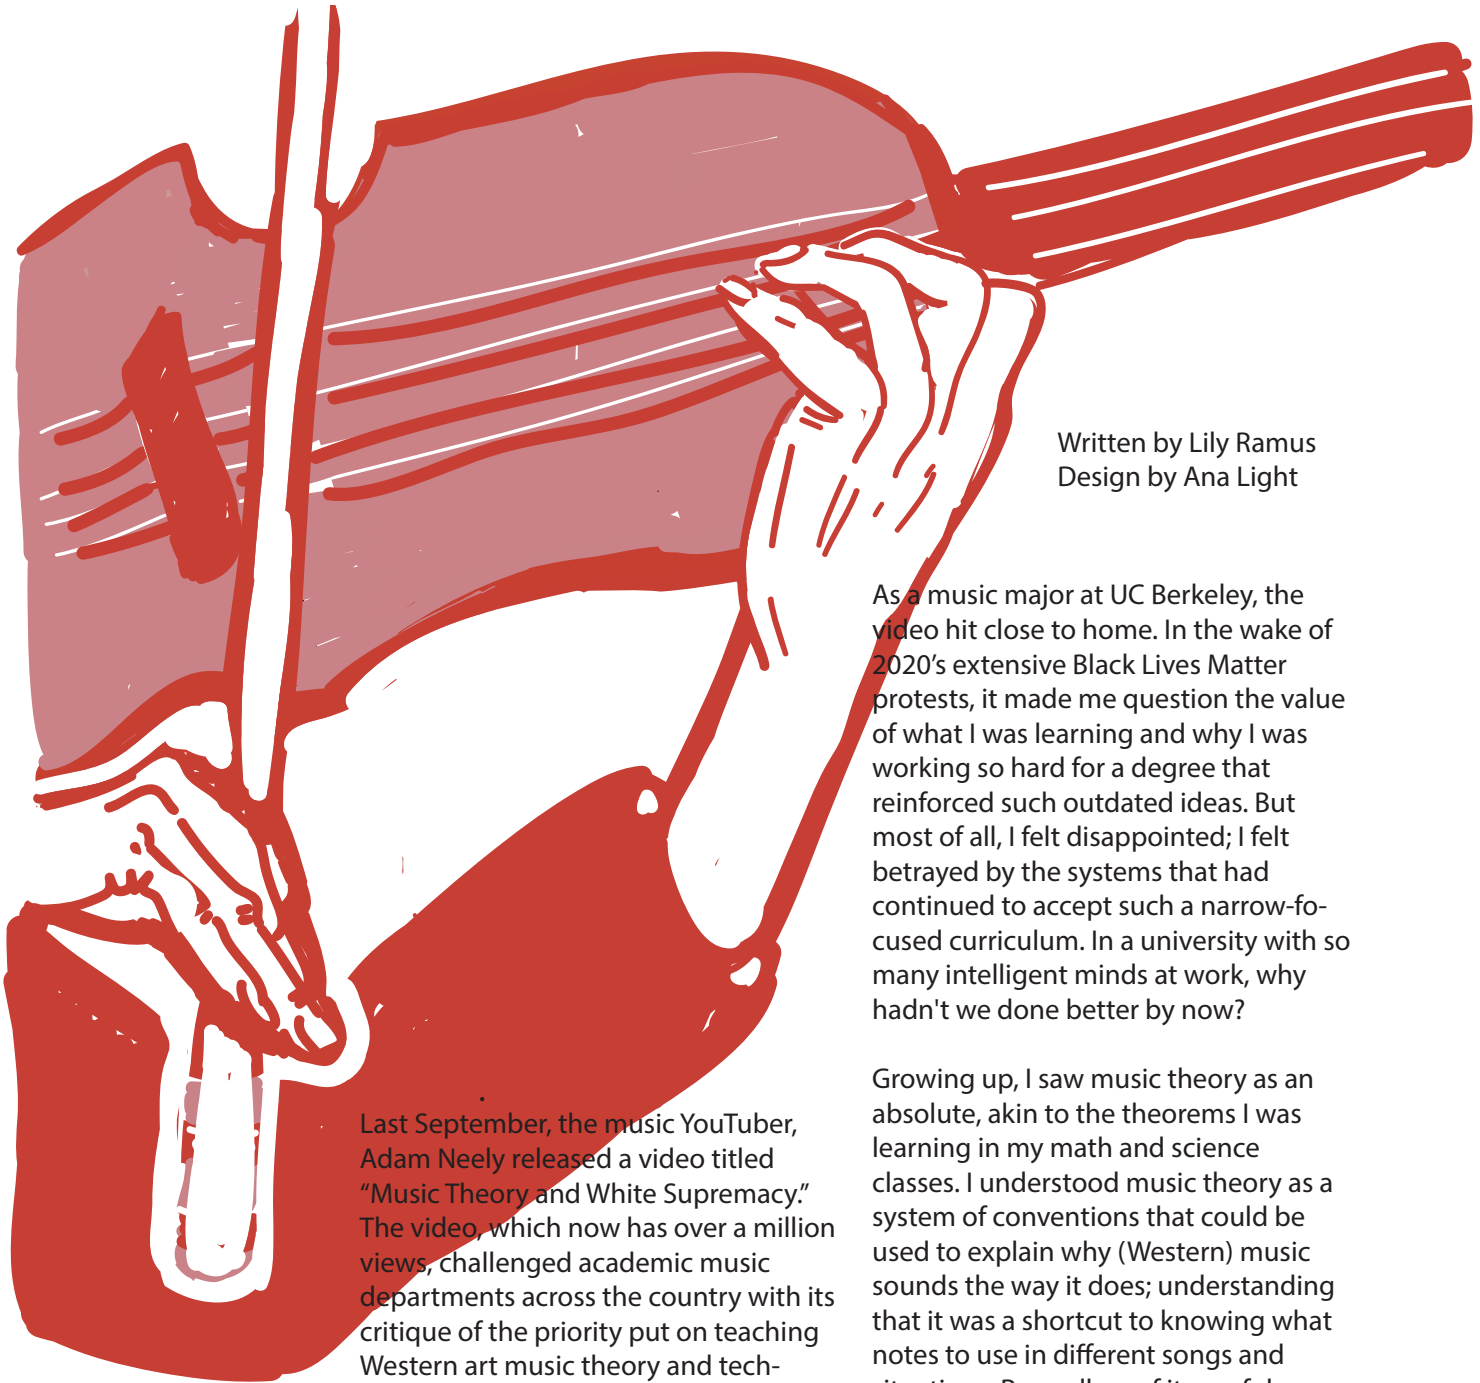 Written by Lily Ramus
Design by Ana Light
Last September, the music YouTuber,
Adam Neely released a video titled
“Music Theory and White Supremacy.”
The video, which now has over a million
views, challenged academic music
departments across the country with its
critique of the priority put on teaching
Western art music theory and tech-
As a music major at UC Berkeley, the
video hit close to home. In the wake of
2020’s extensive Black Lives Matter
protests, it made me question the value
of what I was learning and why I was
working so hard for a degree that
reinforced such outdated ideas. But
most of all, I felt disappointed; I felt
betrayed by the systems that had
continued to accept such a narrow-fo-
cused curriculum. In a university with so
many intelligent minds at work, why
hadn't we done better by now?
Growing up, I saw music theory as an
absolute, akin to the theorems I was
learning in my math and science
classes. I understood music theory as a
system of conventions that could be
used to explain why (Western) music
sounds the way it does; understanding
that it was a shortcut to knowing what
notes to use in different songs and